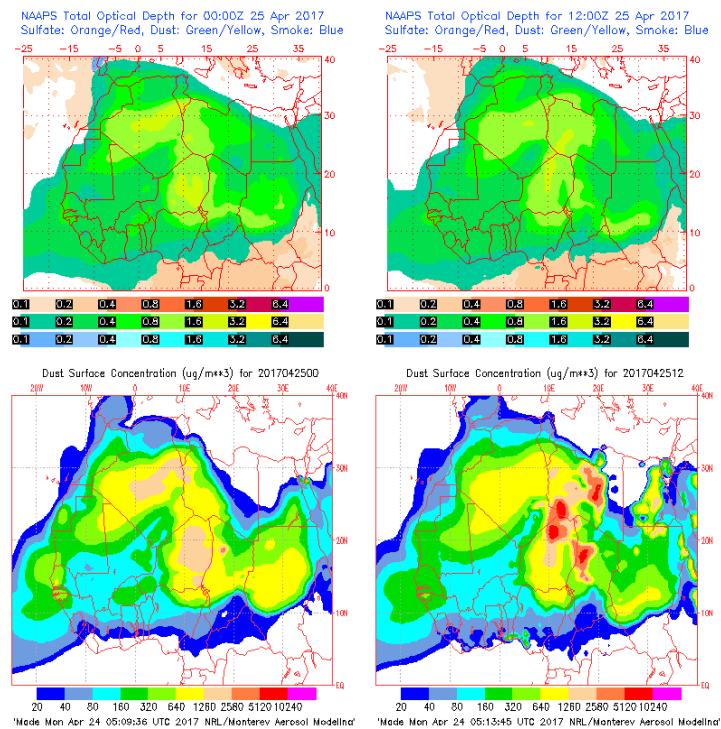 NAAPS Total Optical Depth for 00:00Z 25 Apr 2017
Sulfate: Orange/Red, Dust: Green/Yellow, Smoke: Blue
-25 -15 -5 0 5 15 25 35
40
30
20
10
0
0.1 0.2 0.4 0.8 1.6 3.2 6.4
0.1 0.2 0.4 0.8 1.6 3.2 6.4
0.1 0.2 0.4 0.8 1.6 3.2 6.4
NAAPS Total Optical Depth for 12:00Z 25 Apr 2017
Sulfate: Orange/Red, Dust: Green/Yellow, Smoke: Blue
-25 -15 -5 0 5 15 25 35
40
30
20
10
0
0.1 0.2 0.4 0.8 1.6 3.2 6.4
0.1 0.2 0.4 0.8 1.6 3.2 6.4
0.1 0.2 0.4 0.8 1.6 3.2 6.4
Dust Surface Concentration (ug/m**3) for 2017042500
20W 10W 0 10E 20E 30E 40E
40N
30N
20N
10N
EQ
20 40 80 160 320 640 1280 2560 5120 10240
'Made Mon Apr 24 05:09:36 UTC 2017 NRL/Monterey Aerosol Modeling'
Dust Surface Concentration (ug/m**3) for 2017042512
20W 10W 0 10E 20E 30E 40E
40N
30N
20N
10N
EQ
20 40 80 160 320 640 1280 2560 5120 10240
'Made Mon Apr 24 05:13:45 UTC 2017 NRL/Monterey Aerosol Modeling'